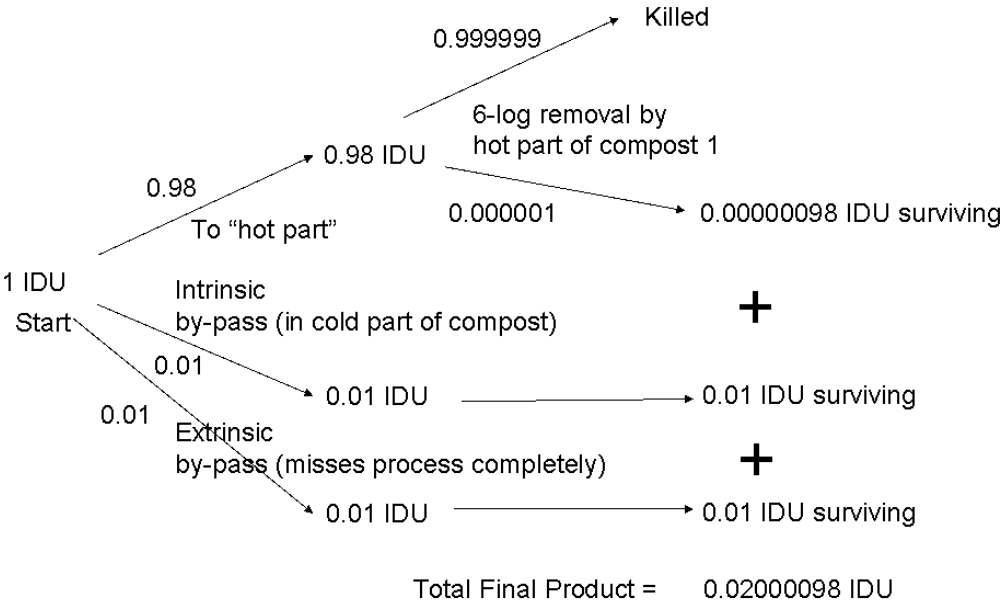 Killed
0.999999
6-log removal by
hot part of compost 1
0.98 IDU
0.98
0.000001
0.00000098 IDU surviving
To “hot part”
1 IDU
Start
Intrinsic
by-pass (in cold part of compost)
+
0.01
0.01 IDU
0.01 IDU surviving
0.01
Extrinsic
by-pass (misses process completely)
+
0.01 IDU
0.01 IDU surviving
Total Final Product = 0.02000098 IDU